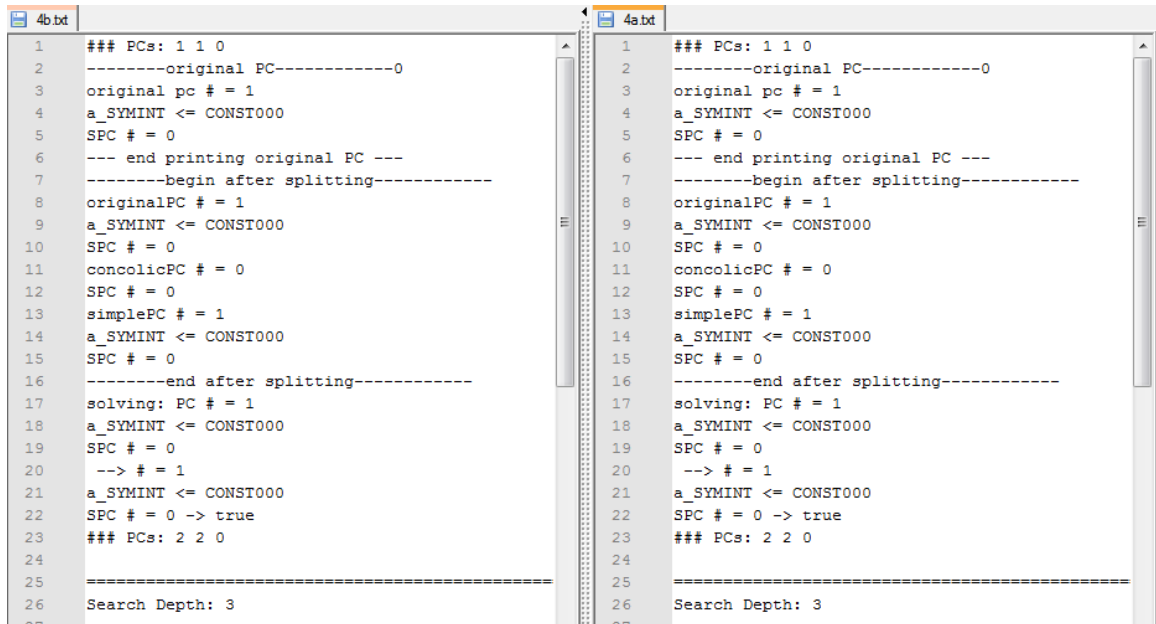 4b.txt
1 ### PCs: 1 1 0
2 --------original PC------------0
3 original pc # = 1
4 a_SYMINT <= CONST000
5 SPC # = 0
6 --- end printing original PC ---
7 --------begin after splitting------------
8 originalPC # = 1
9 a_SYMINT <= CONST000
10 SPC # = 0
11 concolicPC # = 0
12 SPC # = 0
13 simplePC # = 1
14 a_SYMINT <= CONST000
15 SPC # = 0
16 --------end after splitting------------
17 solving: PC # = 1
18 a_SYMINT <= CONST000
19 SPC # = 0
20  --> # = 1
21 a_SYMINT <= CONST000
22 SPC # = 0 -> true
23 ### PCs: 2 2 0
24
25 ===============================================
26 Search Depth: 3
4a.txt
1 ### PCs: 1 1 0
2 --------original PC------------0
3 original pc # = 1
4 a_SYMINT <= CONST000
5 SPC # = 0
6 --- end printing original PC ---
7 --------begin after splitting------------
8 originalPC # = 1
9 a_SYMINT <= CONST000
10 SPC # = 0
11 concolicPC # = 0
12 SPC # = 0
13 simplePC # = 1
14 a_SYMINT <= CONST000
15 SPC # = 0
16 --------end after splitting------------
17 solving: PC # = 1
18 a_SYMINT <= CONST000
19 SPC # = 0
20  --> # = 1
21 a_SYMINT <= CONST000
22 SPC # = 0 -> true
23 ### PCs: 2 2 0
24
25 ==============================================
26 Search Depth: 3